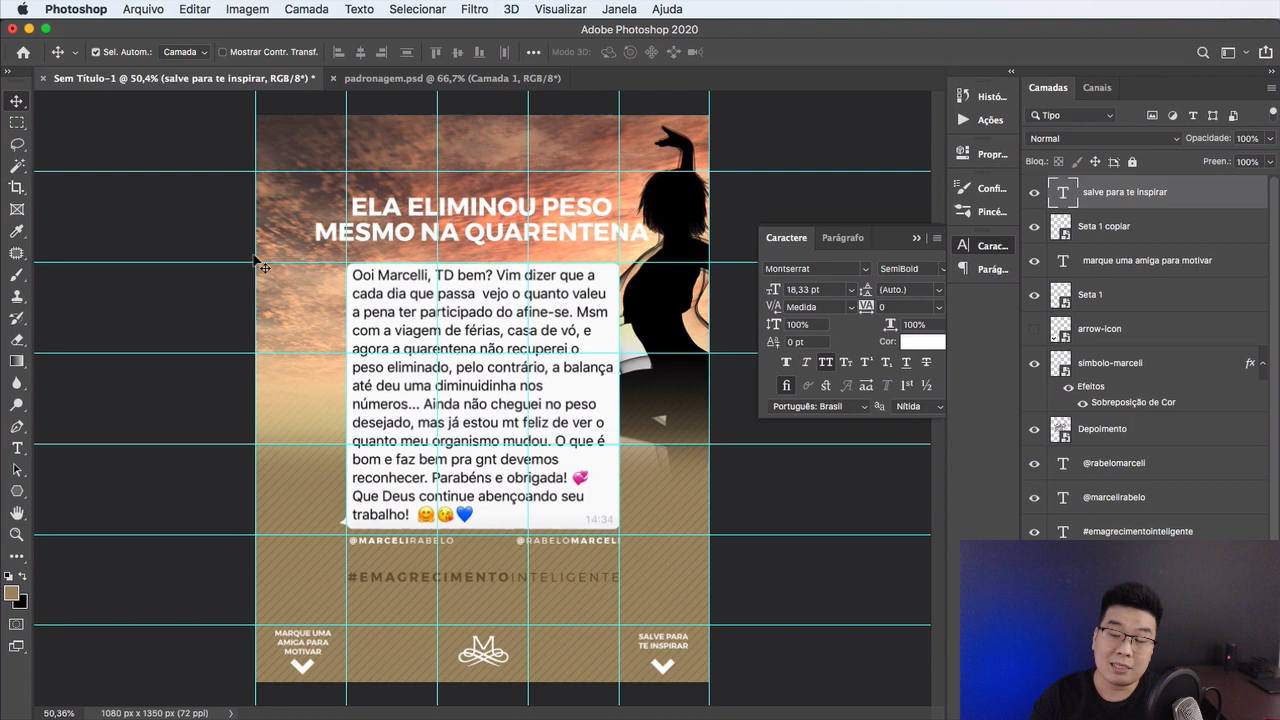 Photoshop Arquivo Editar Imagem Camada Texto Selecionar Filtro 3D Visualizar Janela Ajuda
Adobe Photoshop 2020
Sel. Autom.: Camada Mostrar Contr. Transf. Modo 3D:
Sem Título-1 @ 50,4% (salve para te inspirar, RGB/8*) *
padronagem.psd @ 66,7% (Camada 1, RGB/8*)
ELA ELIMINOU PESO
MESMO NA QUARENTENA
Ooi Marcelli, TD bem? Vim dizer que a
cada dia que passa vejo o quanto valeu
a pena ter participado do afine-se. Msm
com a viagem de férias, casa de vó, e
agora a quarentena não recuperei o
peso eliminado, pelo contrário, a balança
até deu uma diminuidinha nos
números... Ainda não cheguei no peso
desejado, mas já estou mt feliz de ver o
quanto meu organismo mudou. O que é
bom e faz bem pra gnt devemos
reconhecer. Parabéns e obrigada! 💞
Que Deus continue abençoando seu
trabalho! 🤗😘💙
14:34
@MARCELIRABELO @RABELOMARCELI
#EMAGRECIMENTOINTELIGENTE
MARQUE UMA
AMIGA PARA
MOTIVAR
M
SALVE PARA
TE INSPIRAR
50,36% 1080 px x 1350 px (72 ppi)
Caractere Parágrafo
Montserrat SemiBold
18,33 pt (Auto.)
Medida 0
100% 100%
0 pt Cor:
Português: Brasil Nítida
Histó...
Ações
Propr...
Confi...
Pincé...
Carac...
Parág...
Camadas Canais
Tipo
Normal Opacidade: 100%
Bloq.: Preen.: 100%
salve para te inspirar
Seta 1 copiar
marque uma amiga para motivar
Seta 1
arrow-icon
simbolo-marceli fx
Efeitos
Sobreposição de Cor
Depoimento
@rabelomarceli
@marcelirabelo
#emagrecimentointeligente